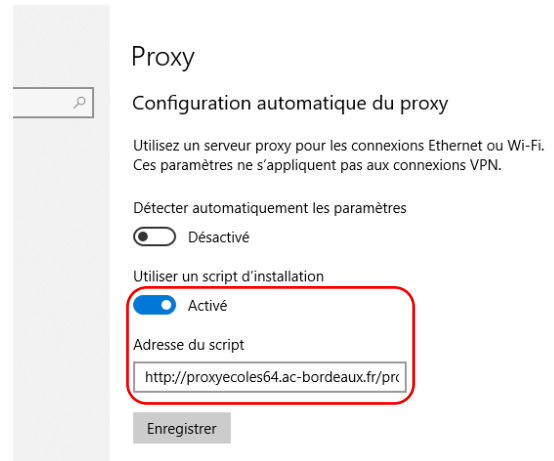 Proxy
Configuration automatique du proxy
Utilisez un serveur proxy pour les connexions Ethernet ou Wi-Fi.
Ces paramètres ne s’appliquent pas aux connexions VPN.
Détecter automatiquement les paramètres
Désactivé
Utiliser un script d’installation
Activé
Adresse du script
http://proxyecoles64.ac-bordeaux.fr/pro
Enregistrer